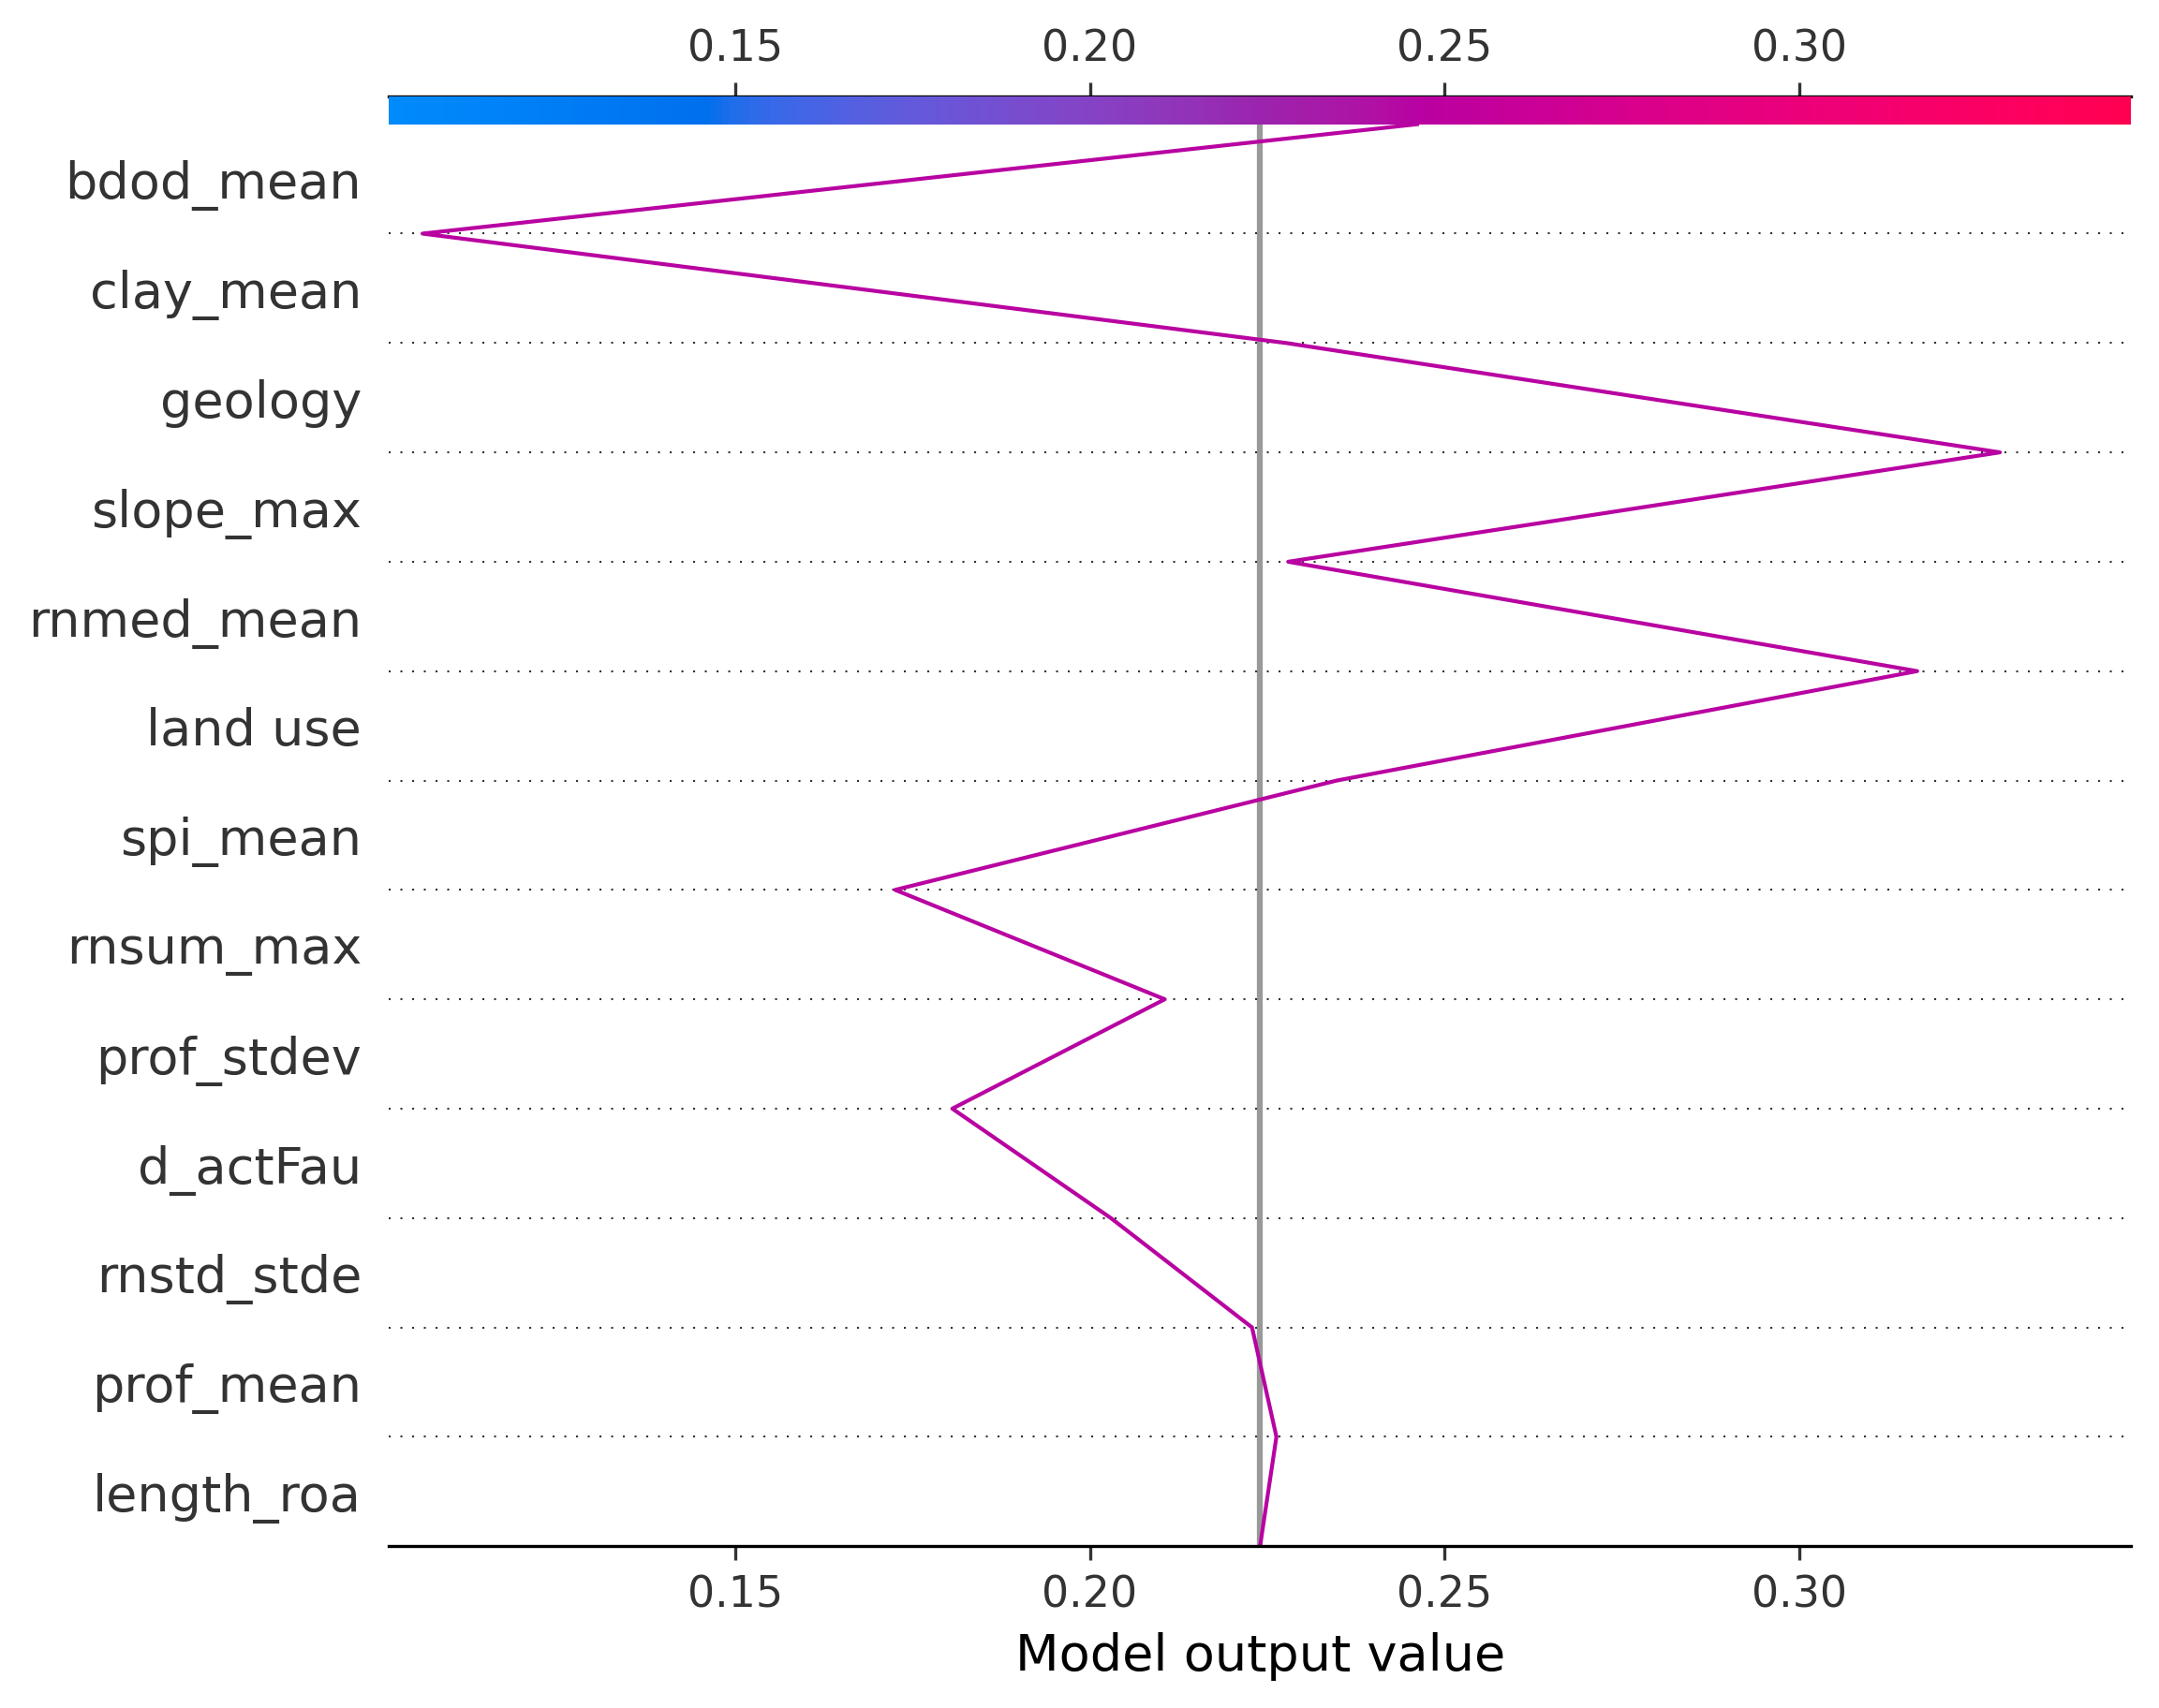 0.15 0.20 0.25 0.30
bdod_mean
clay_mean
geology
slope_max
rnmed_mean
land use
spi_mean
rnsum_max
prof_stdev
d_actFau
rnstd_stde
prof_mean
length_roa
0.15 0.20 0.25 0.30
Model output value